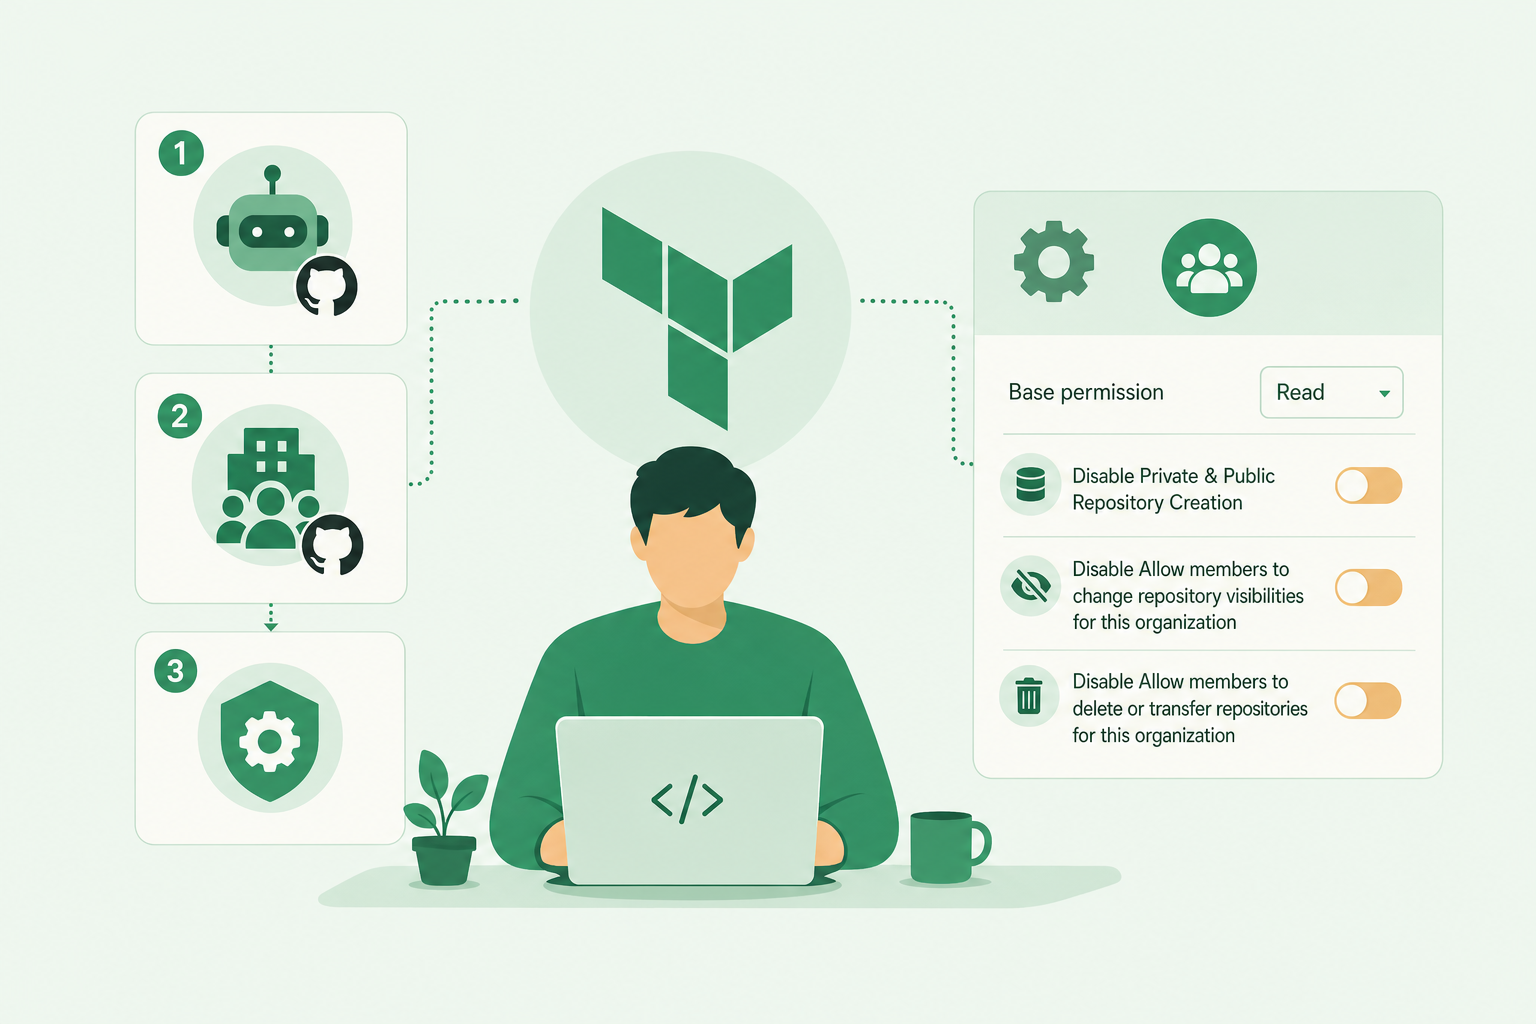 1
2
3
</>
Base permission
Read
Disable Private & Public
Repository Creation
Disable Allow members to
change repository visibilities
for this organization
Disable Allow members to
delete or transfer repositories
for this organization